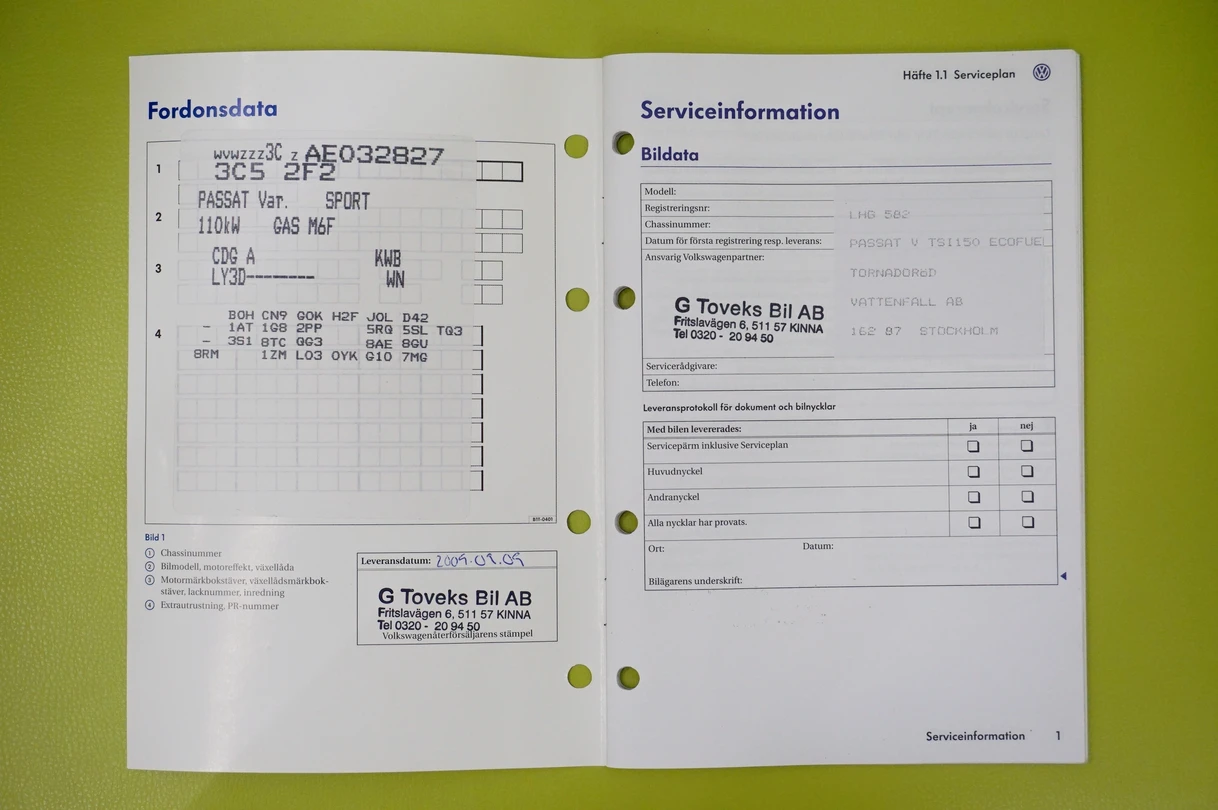 Fordonsdata
1
WVWZZZ3C Z AE032827
3C5 2F2
PASSAT Var. SPORT
2
110kW GAS M6F
CDG A KWB
3
LY3D-------- WN
BOH CN9 GOK H2F JOL D42
4
- 1AT 1G8 2PP 5RQ 5SL TQ3
- 3S1 8TC QG3 8AE 8GU
8RM 1ZM LO3 OYK G10 7MG
B1T-0401
Bild 1
1 Chassinummer
2 Bilmodell, motoreffekt, växellåda
3 Motormärkbokstäver, växellådsmärkbok-
stäver, lacknummer, inredning
4 Extrautrustning, PR-nummer
Leveransdatum: 2009.09.09
G Toveks Bil AB
Fritslavägen 6, 511 57 KINNA
Tel 0320 - 20 94 50
Volkswagenåterförsäljarens stämpel
Häfte 1.1 Serviceplan
Serviceinformation
Bildata
Modell:
Registreringsnr:
LHG 582
Chassinummer:
Datum för första registrering resp. leverans:
PASSAT V TSI150 ECOFUEL
Ansvarig Volkswagenpartner:
TORNADORöD
VATTENFALL AB
G Toveks Bil AB
Fritslavägen 6, 511 57 KINNA
Tel 0320 - 20 94 50
162 87 STOCKHOLM
Servicerådgivare:
Telefon:
Leveransprotokoll för dokument och bilnycklar
Med bilen levererades: ja nej
Servicepärm inklusive Serviceplan
Huvudnyckel
Andranyckel
Alla nycklar har provats.
Ort: Datum:
Bilägarens underskrift:
Serviceinformation 1